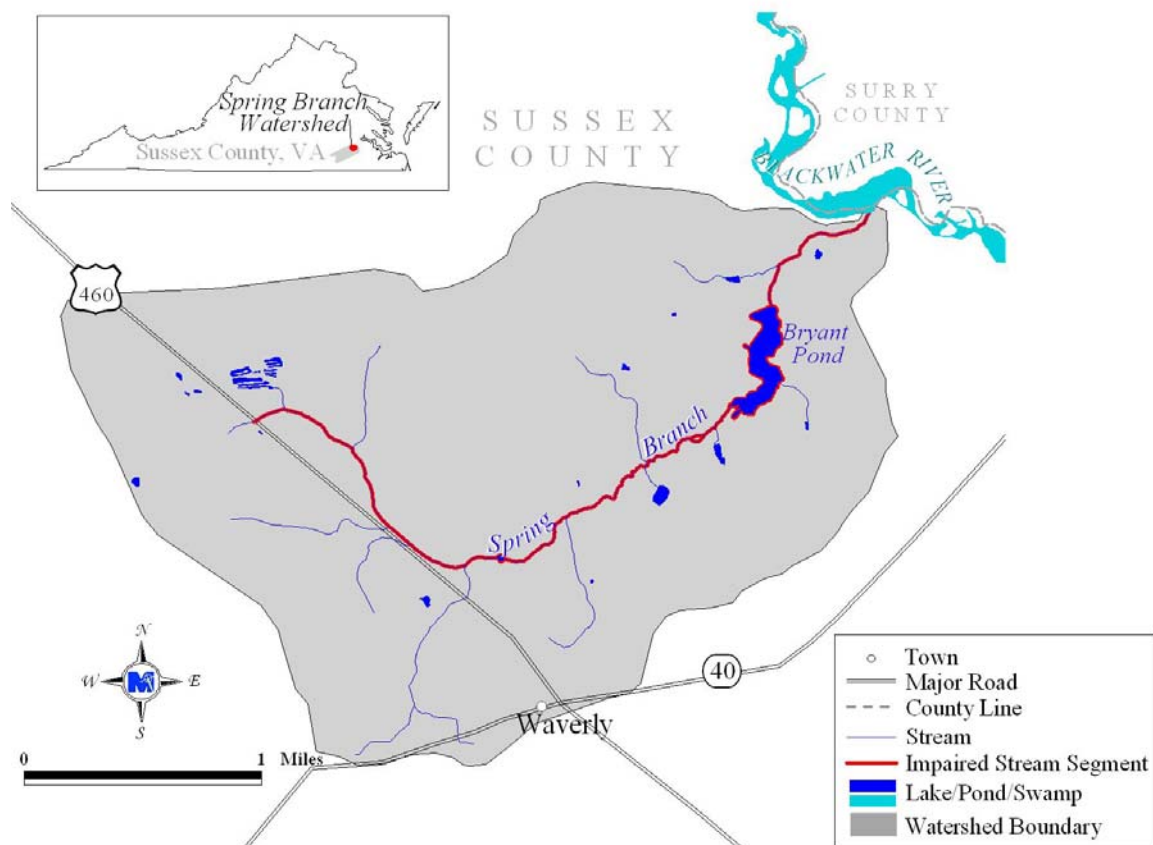 Spring Branch
Watershed
Sussex County, VA
SUSSEX
COUNTY
SURRY
COUNTY
BLACKWATER RIVER
460
Bryant
Pond
Branch
Spring
40
Waverly
N
W
E
S
M
0
1
Miles
Town
Major Road
County Line
Stream
Impaired Stream Segment
Lake/Pond/Swamp
Watershed Boundary